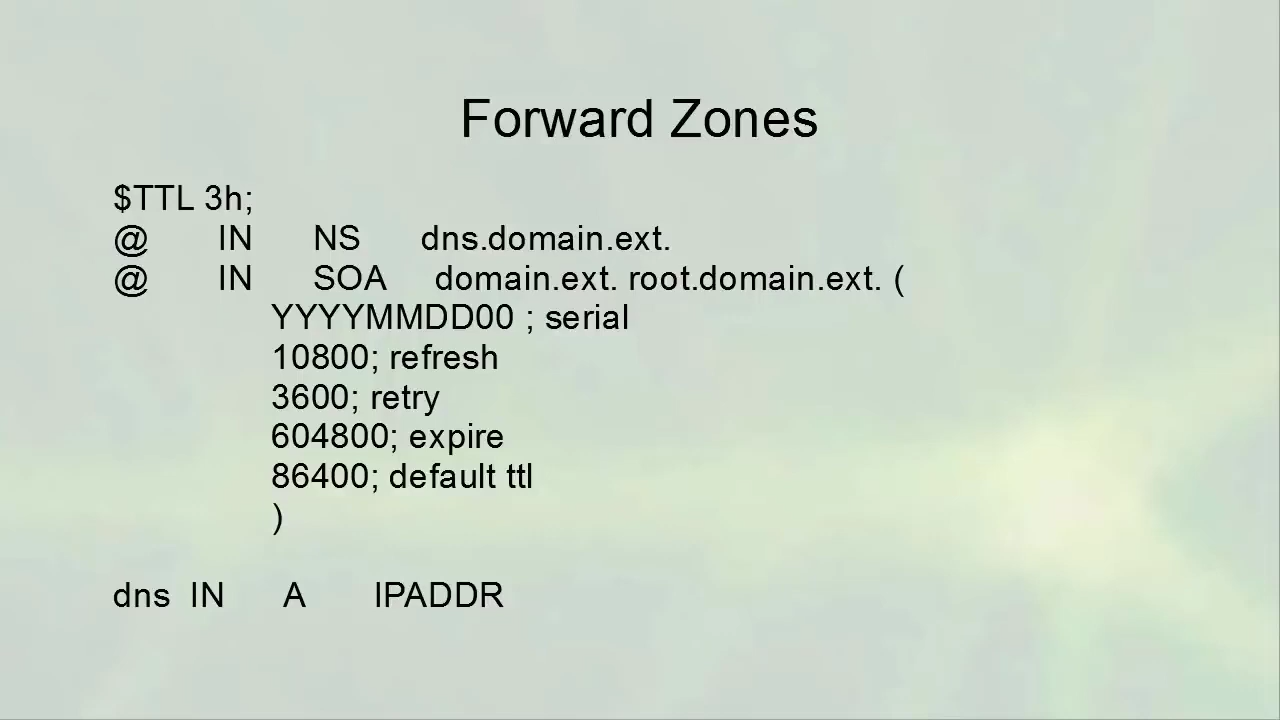 Forward Zones
$TTL 3h;
@ IN NS dns.domain.ext.
@ IN SOA domain.ext. root.domain.ext. (
YYYYMMDD00 ; serial
10800; refresh
3600; retry
604800; expire
86400; default ttl
)
dns IN A IPADDR